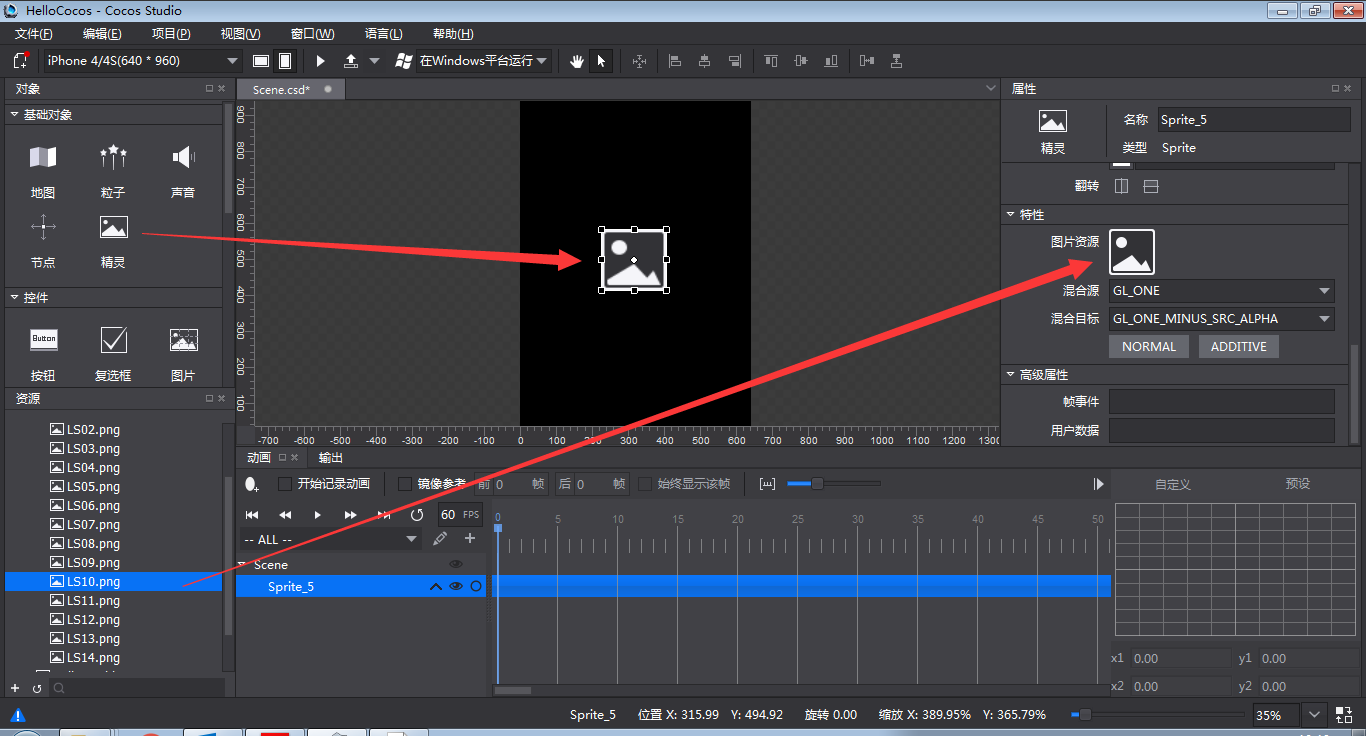 HelloCocos - Cocos Studio
文件(F) 编辑(E) 项目(P) 视图(V) 窗口(W) 语言(L) 帮助(H)
iPhone 4/4S(640 * 960) 在Windows平台运行
对象
基础对象
地图 粒子 声音
节点 精灵
控件
Button
按钮 复选框 图片
资源
LS02.png
LS03.png
LS04.png
LS05.png
LS06.png
LS07.png
LS08.png
LS09.png
LS10.png
LS11.png
LS12.png
LS13.png
LS14.png
Scene.csd*
900
800
700
600
500
400
300
200
100
-700 -600 -500 -400 -300 -200 -100 0 100 200 300 400 500 600 700 800 900 1000 1100 1200 1300
属性
精灵
名称 Sprite_5
类型 Sprite
翻转
特性
图片资源
混合源 GL_ONE
混合目标 GL_ONE_MINUS_SRC_ALPHA
NORMAL ADDITIVE
高级属性
帧事件
用户数据
动画 输出
开始记录动画 镜像参考 前 0 帧 后 0 帧 始终显示该帧
60 FPS
-- ALL --
0 5 10 15 20 25 30 35 40 45 50
Scene
Sprite_5
自定义 预设
x1 0.00 y1 0.00
x2 0.00 y2 0.00
Sprite_5 位置 X: 315.99 Y: 494.92 旋转 0.00 缩放 X: 389.95% Y: 365.79% 35%